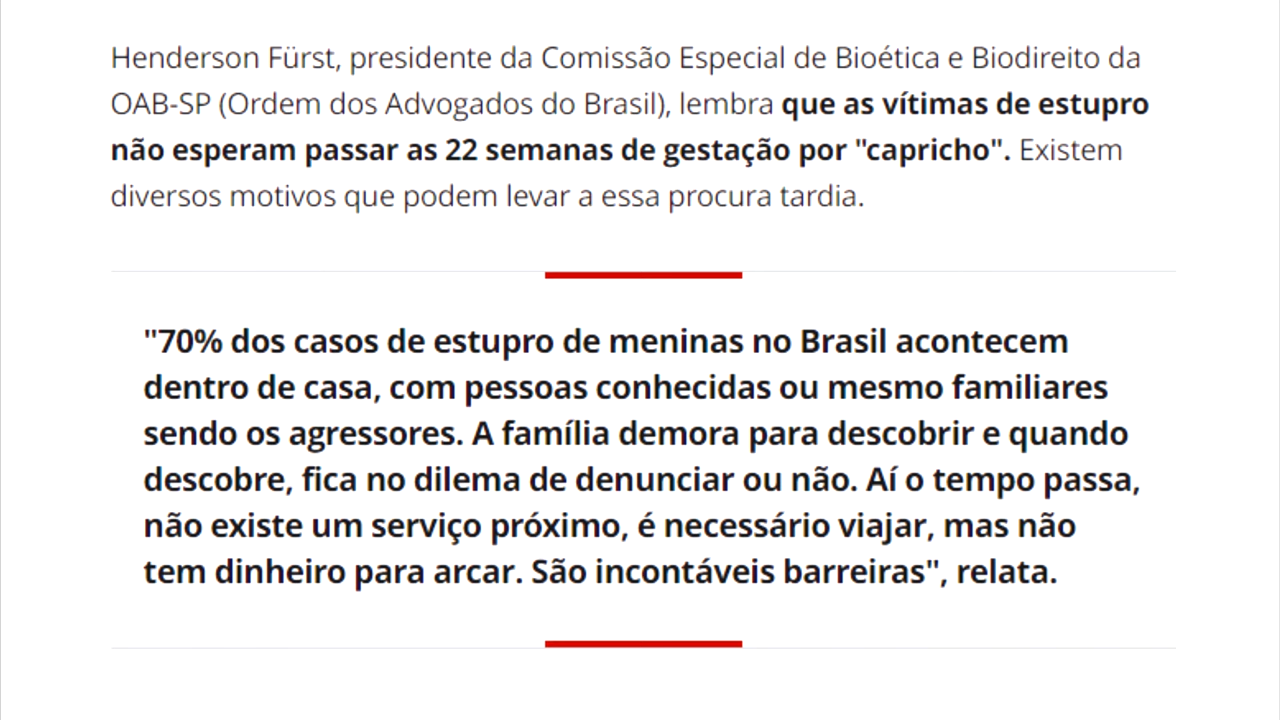 Henderson Fürst, presidente da Comissão Especial de Bioética e Biodireito da
OAB-SP (Ordem dos Advogados do Brasil), lembra que as vítimas de estupro
não esperam passar as 22 semanas de gestação por "capricho". Existem
diversos motivos que podem levar a essa procura tardia.
"70% dos casos de estupro de meninas no Brasil acontecem
dentro de casa, com pessoas conhecidas ou mesmo familiares
sendo os agressores. A família demora para descobrir e quando
descobre, fica no dilema de denunciar ou não. Aí o tempo passa,
não existe um serviço próximo, é necessário viajar, mas não
tem dinheiro para arcar. São incontáveis barreiras", relata.